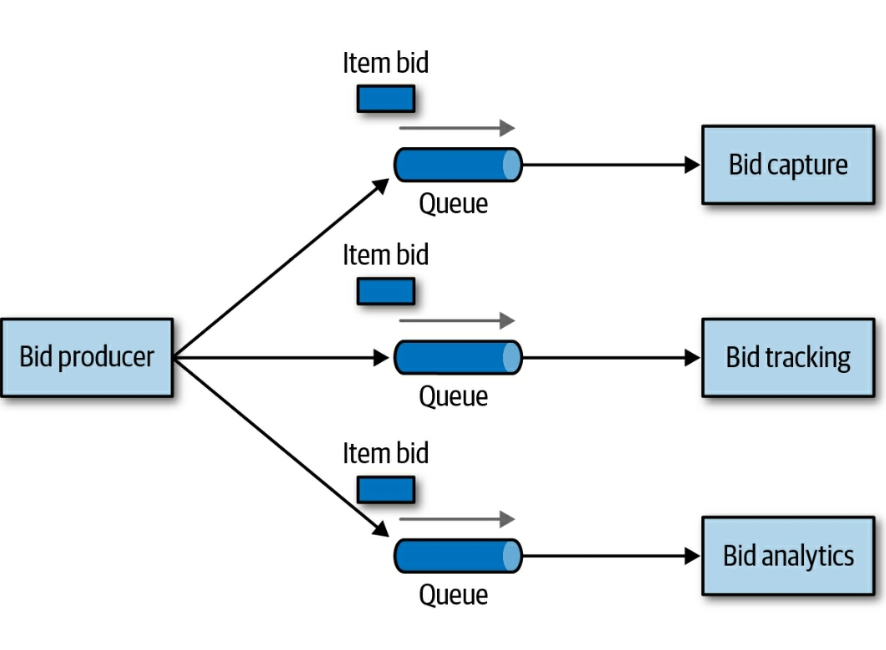 Item bid
Bid capture
Queue
Item bid
Bid producer
Bid tracking
Queue
Item bid
Bid analytics
Queue